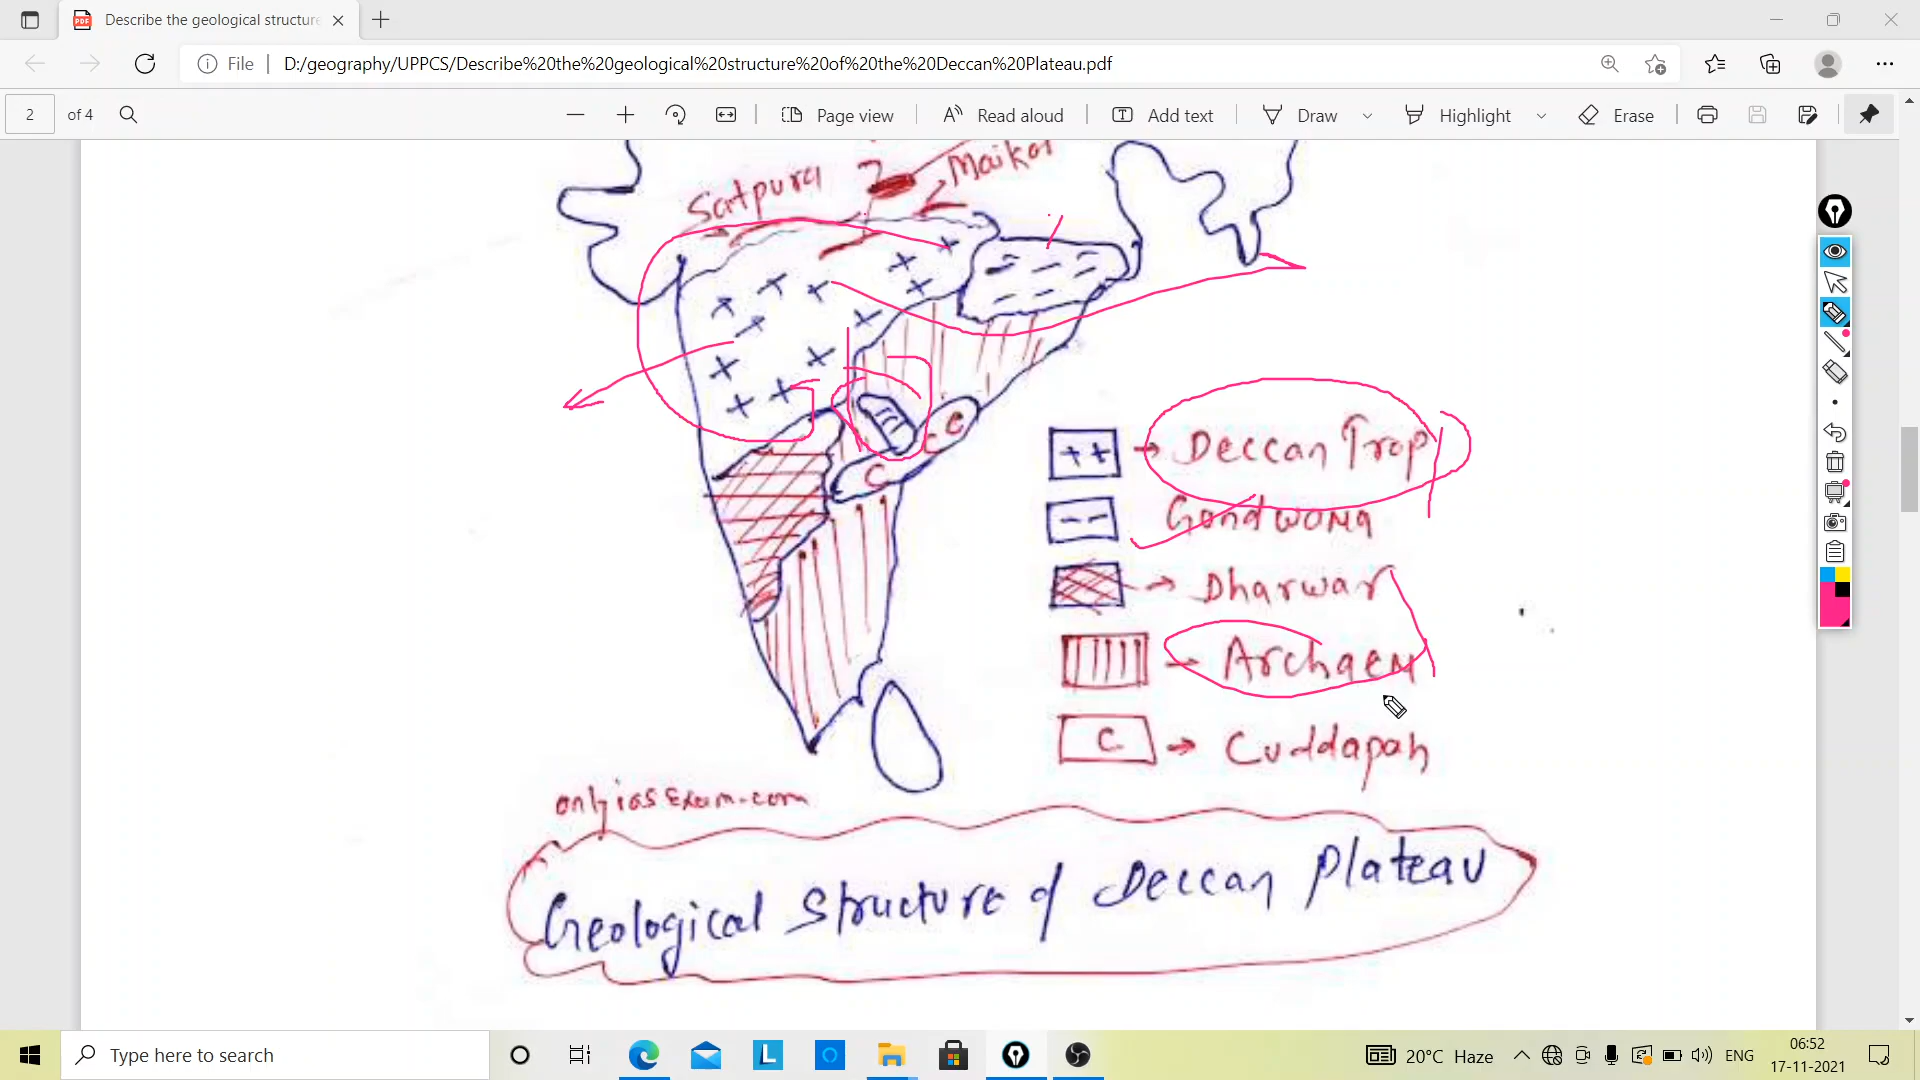 Describe the geological structure
File
D:/geography/UPPCS/Describe%20the%20geological%20structure%20of%20the%20Deccan%20Plateau.pdf
2 of 4
Page view
Read aloud
Add text
Draw
Highlight
Erase
Satpura
Maikal
C
C
++ → Deccan Trap
-- Gondwana
→ Dharwar
→ Archaen
C → Cuddapah
onlyiasExam.com
Geological Structure of Deccan Plateau
Type here to search
L
20°C Haze
ENG
06:52
17-11-2021